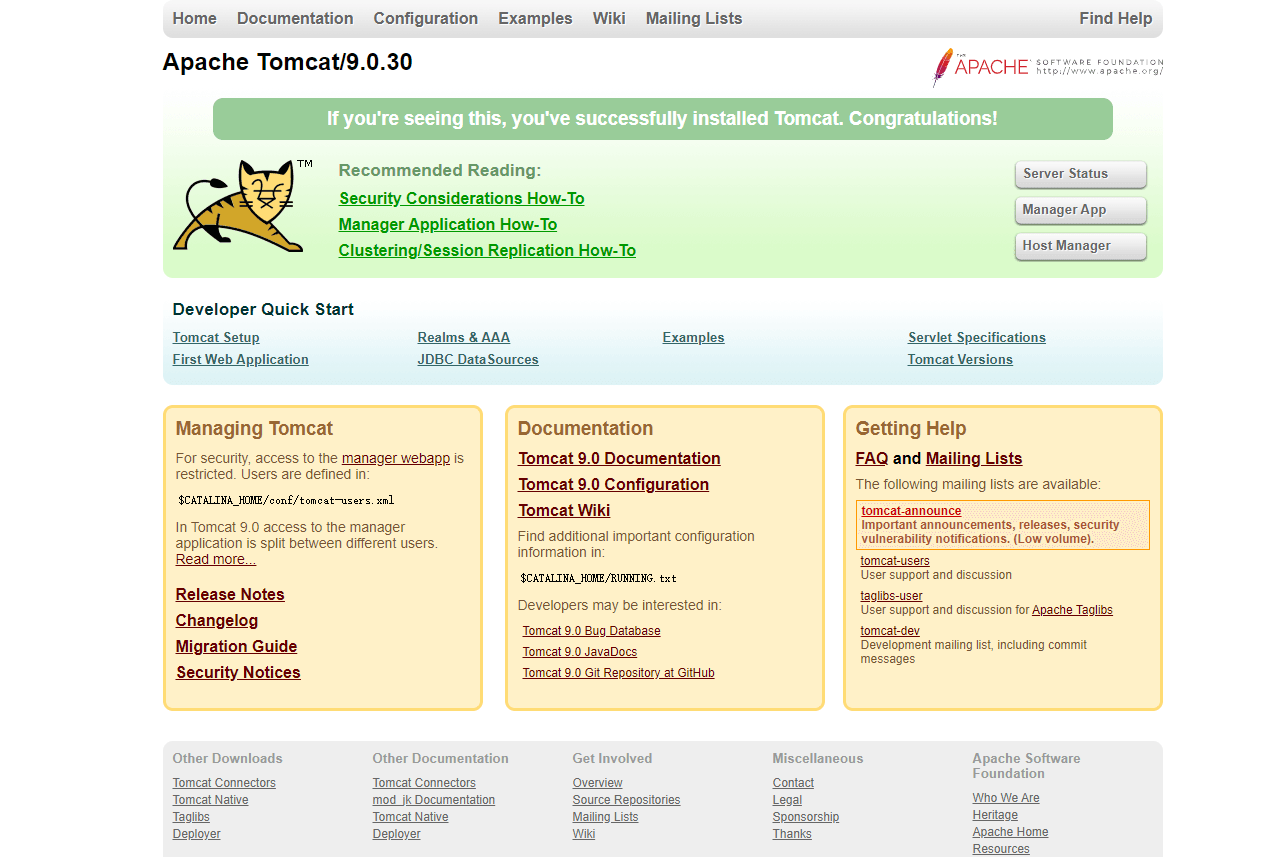 Home Documentation Configuration Examples Wiki Mailing Lists Find Help
Apache Tomcat/9.0.30
THE APACHE SOFTWARE FOUNDATION
http://www.apache.org/
If you're seeing this, you've successfully installed Tomcat. Congratulations!
TM
Recommended Reading:
Security Considerations How-To
Manager Application How-To
Clustering/Session Replication How-To
Server Status
Manager App
Host Manager
Developer Quick Start
Tomcat Setup
First Web Application
Realms & AAA
JDBC DataSources
Examples
Servlet Specifications
Tomcat Versions
Managing Tomcat
For security, access to the manager webapp is
restricted. Users are defined in:
$CATALINA_HOME/conf/tomcat-users.xml
In Tomcat 9.0 access to the manager
application is split between different users.
Read more...
Release Notes
Changelog
Migration Guide
Security Notices
Documentation
Tomcat 9.0 Documentation
Tomcat 9.0 Configuration
Tomcat Wiki
Find additional important configuration
information in:
$CATALINA_HOME/RUNNING.txt
Developers may be interested in:
Tomcat 9.0 Bug Database
Tomcat 9.0 JavaDocs
Tomcat 9.0 Git Repository at GitHub
Getting Help
FAQ and Mailing Lists
The following mailing lists are available:
tomcat-announce
Important announcements, releases, security
vulnerability notifications. (Low volume).
tomcat-users
User support and discussion
taglibs-user
User support and discussion for Apache Taglibs
tomcat-dev
Development mailing list, including commit
messages
Other Downloads
Tomcat Connectors
Tomcat Native
Taglibs
Deployer
Other Documentation
Tomcat Connectors
mod_jk Documentation
Tomcat Native
Deployer
Get Involved
Overview
Source Repositories
Mailing Lists
Wiki
Miscellaneous
Contact
Legal
Sponsorship
Thanks
Apache Software
Foundation
Who We Are
Heritage
Apache Home
Resources